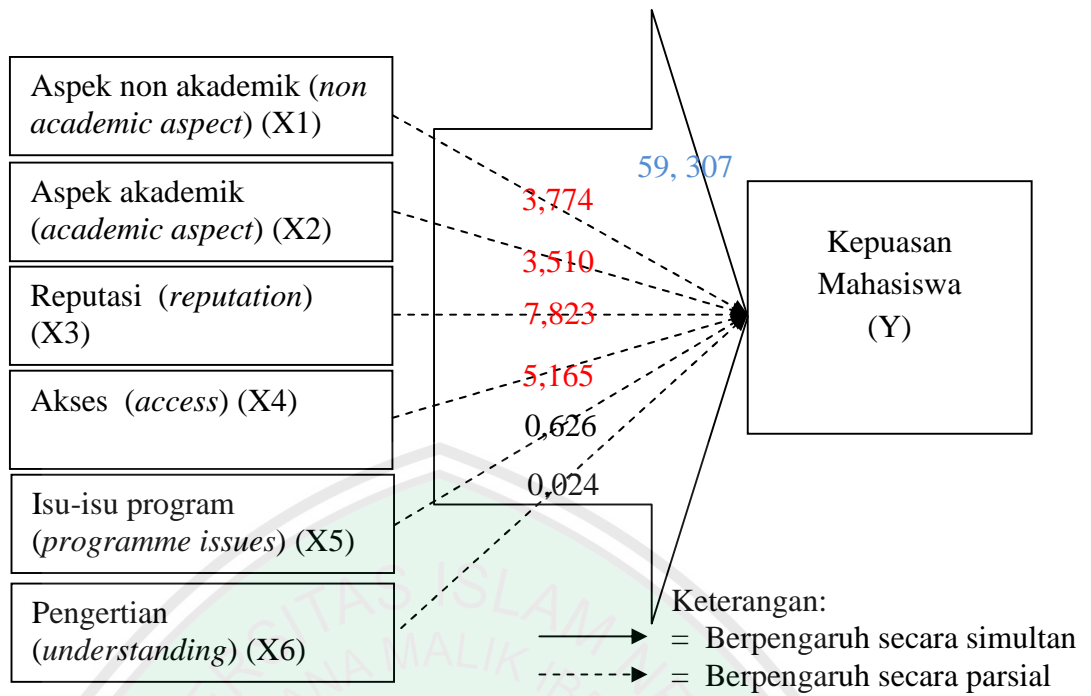 Aspek non akademik (non
academic aspect) (X1)
Aspek akademik
(academic aspect) (X2)
Reputasi (reputation)
(X3)
Akses (access) (X4)
Isu-isu program
(programme issues) (X5)
Pengertian
(understanding) (X6)
59, 307
3,774
3,510
7,823
5,165
0,626
0,024
Kepuasan
Mahasiswa
(Y)
Keterangan:
= Berpengaruh secara simultan
= Berpengaruh secara parsial